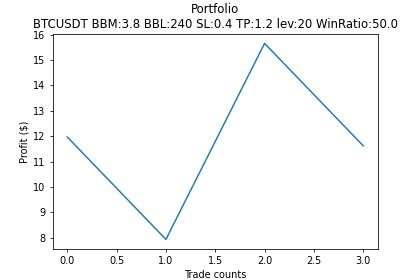 Portfolio
BTCUSDT BBM:3.8 BBL:240 SL:0.4 TP:1.2 lev:20 WinRatio:50.0
16
15
14
13
12
11
10
9
8
Profit ($)
0.0 0.5 1.0 1.5 2.0 2.5 3.0
Trade counts